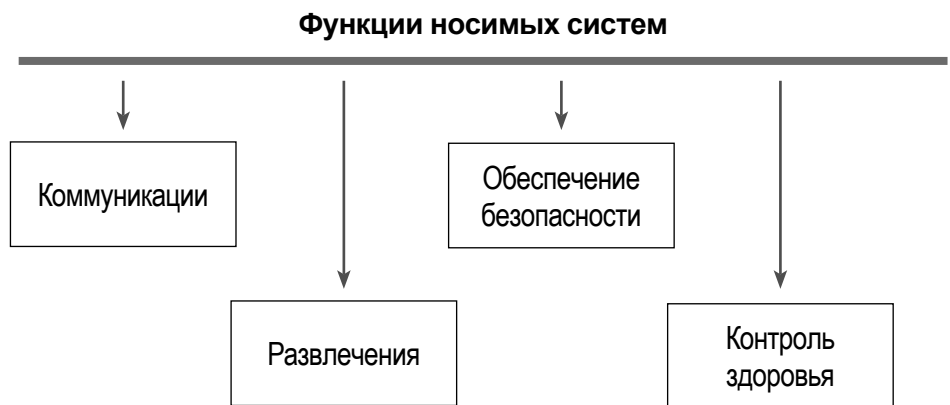 Функции носимых систем
Коммуникации
Обеспечение
безопасности
Развлечения
Контроль
здоровья